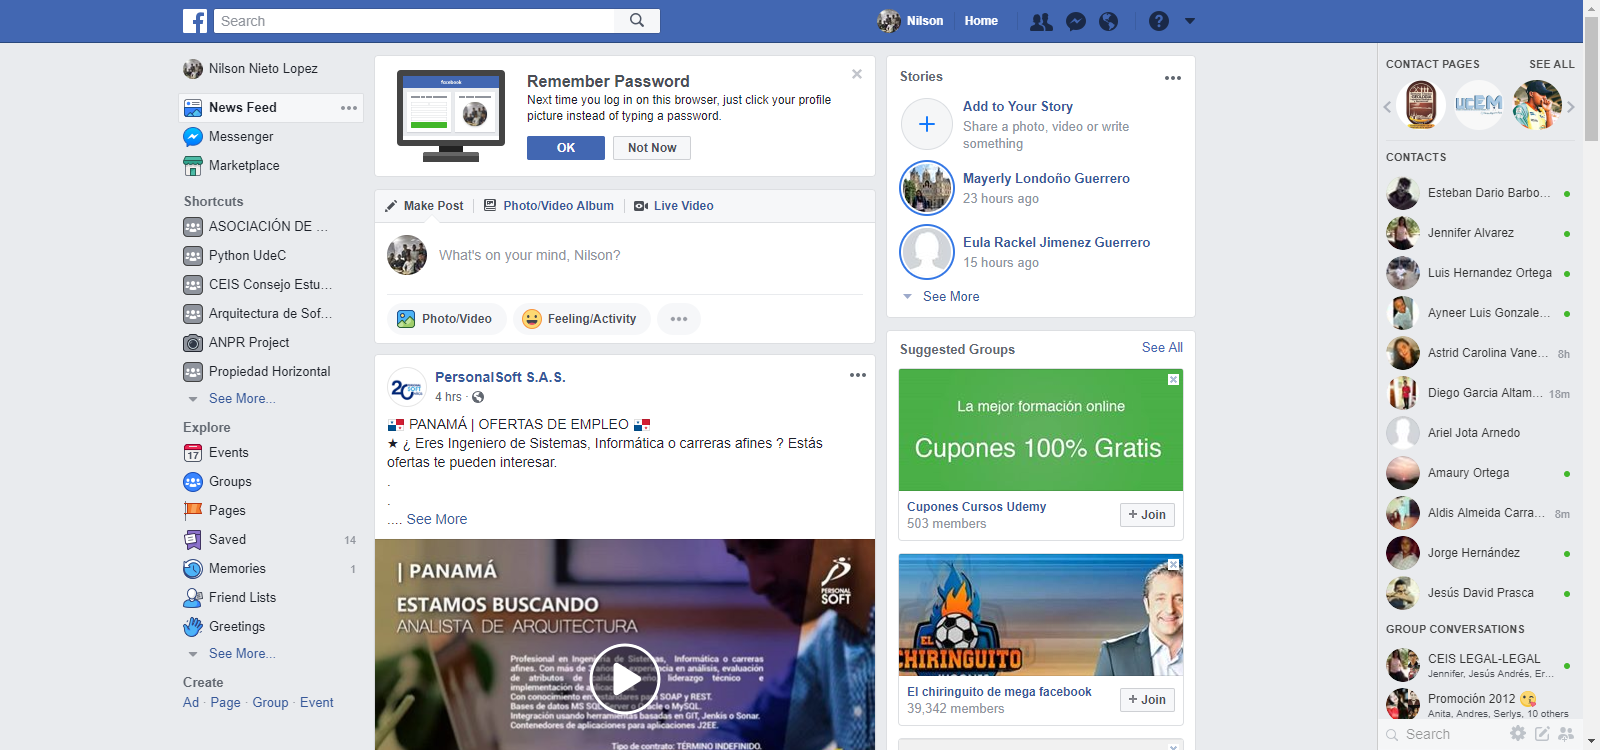 Search
Nilson
Home
Nilson Nieto Lopez
News Feed
Messenger
Marketplace
Shortcuts
ASOCIACIÓN DE ...
Python UdeC
CEIS Consejo Estu...
Arquitectura de Sof...
ANPR Project
Propiedad Horizontal
See More...
Explore
17
Events
Groups
Pages
Saved 14
Memories 1
Friend Lists
Greetings
See More...
Create
Ad · Page · Group · Event
facebook
Remember Password
Next time you log in on this browser, just click your profile
picture instead of typing a password.
OK
Not Now
Make Post
Photo/Video Album
Live Video
What's on your mind, Nilson?
Photo/Video
Feeling/Activity
PersonalSoft S.A.S.
4 hrs ·
PANAMÁ | OFERTAS DE EMPLEO
★ ¿ Eres Ingeniero de Sistemas, Informática o carreras afines ? Estás
ofertas te pueden interesar.
.
.
.... See More
| PANAMÁ
PERSONAL
SOFT
ESTAMOS BUSCANDO
ANALISTA DE ARQUITECTURA
Profesional en Ingeniería de Sistemas, Informática o carreras
afines. Con más de experiencia en análisis, evaluación
de atributos de calidad, liderazgo técnico e
implementación de
Con conocimiento en estándares para SOAP y REST.
Bases de datos MS SQL Server o Oracle o MySQL.
Integración usando herramientas basadas en GIT, Jenkis o Sonar.
Contenedores de aplicaciones para aplicaciones J2EE.
Tipo de contrato: TÉRMINO INDEFINIDO.
Stories
Add to Your Story
Share a photo, video or write
something
Mayerly Londoño Guerrero
23 hours ago
Eula Rackel Jimenez Guerrero
15 hours ago
See More
Suggested Groups
See All
La mejor formación online
Cupones 100% Gratis
Cupones Cursos Udemy
503 members
+ Join
EL
CHIRINGUITO
El chiringuito de mega facebook
39,342 members
+ Join
CONTACT PAGES
SEE ALL
UCEM
CONTACTS
Esteban Dario Barbo...
Jennifer Alvarez
Luis Hernandez Ortega
Ayneer Luis Gonzale...
Astrid Carolina Vane... 8h
Diego Garcia Altam... 18m
Ariel Jota Arnedo
Amaury Ortega
Aldis Almeida Carra... 8m
Jorge Hernández
Jesús David Prasca
GROUP CONVERSATIONS
CEIS LEGAL-LEGAL
Jennifer, Jesús Andrés, Er...
Promoción 2012
Anita, Andres, Serlys, 10 others
Search